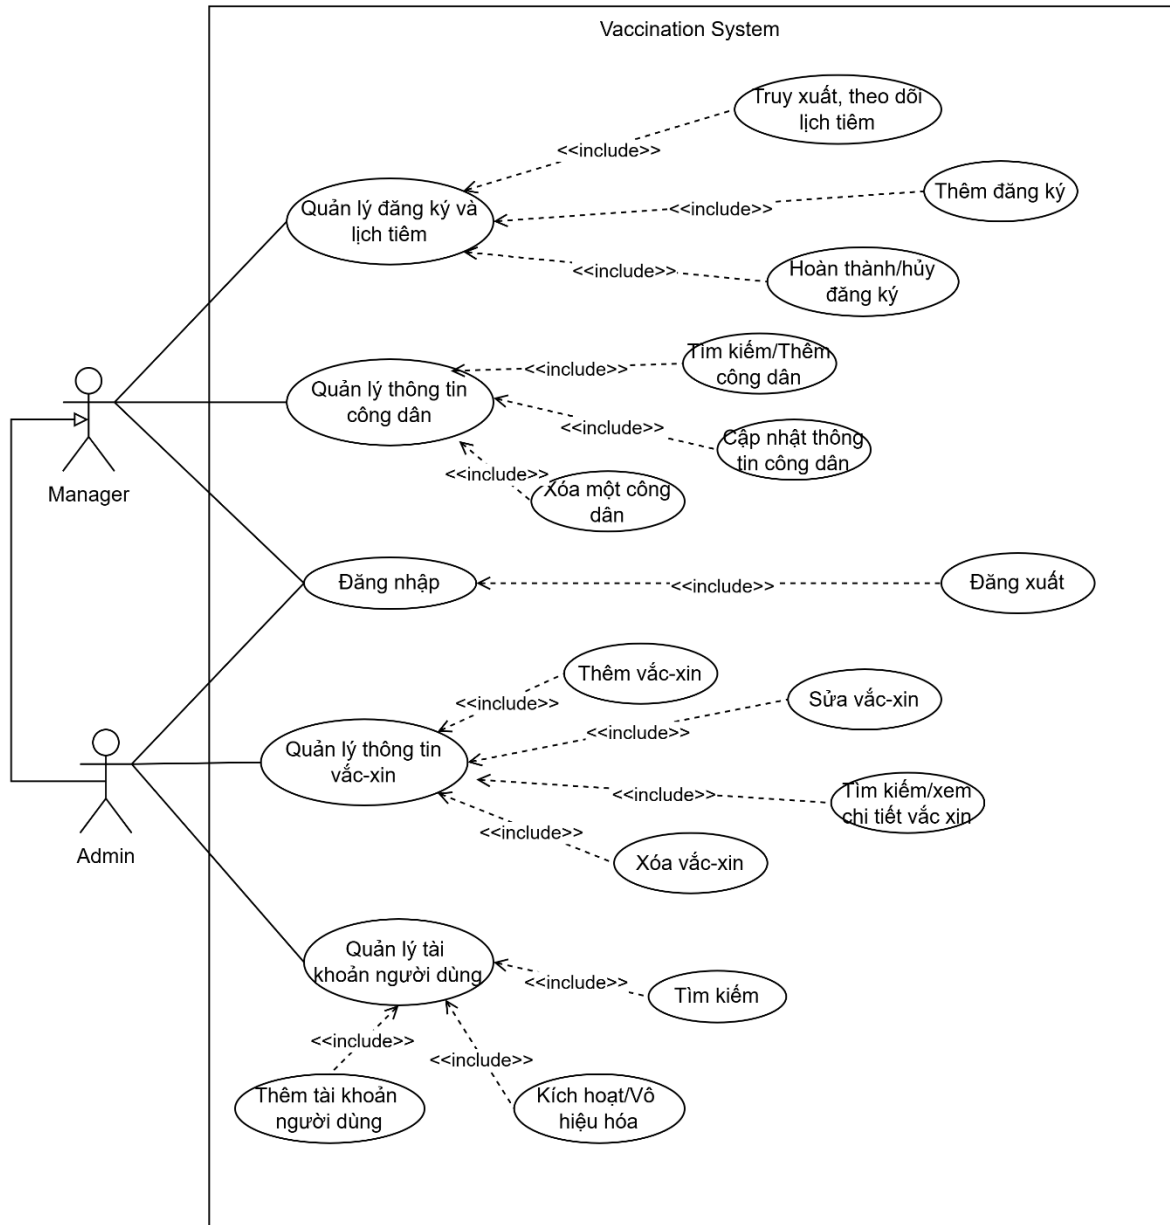 Vaccination System
Truy xuất, theo dõi
lịch tiêm
<<include>>
Thêm đăng ký
<<include>>
Quản lý đăng ký và
lịch tiêm
Hoàn thành/hủy
đăng ký
<<include>>
Tìm kiếm/Thêm
công dân
<<include>>
Quản lý thông tin
công dân
<<include>>
Cập nhật thông
tin công dân
<<include>>
Xóa một công
dân
Manager
Đăng nhập
<<include>>
Đăng xuất
Thêm vắc-xin
<<include>>
Sửa vắc-xin
<<include>>
Quản lý thông tin
vắc-xin
Tìm kiếm/xem
chi tiết vắc xin
<<include>>
<<include>>
Xóa vắc-xin
Admin
Quản lý tài
khoản người dùng
<<include>>
Tìm kiếm
<<include>>
<<include>>
Thêm tài khoản
người dùng
Kích hoạt/Vô
hiệu hóa